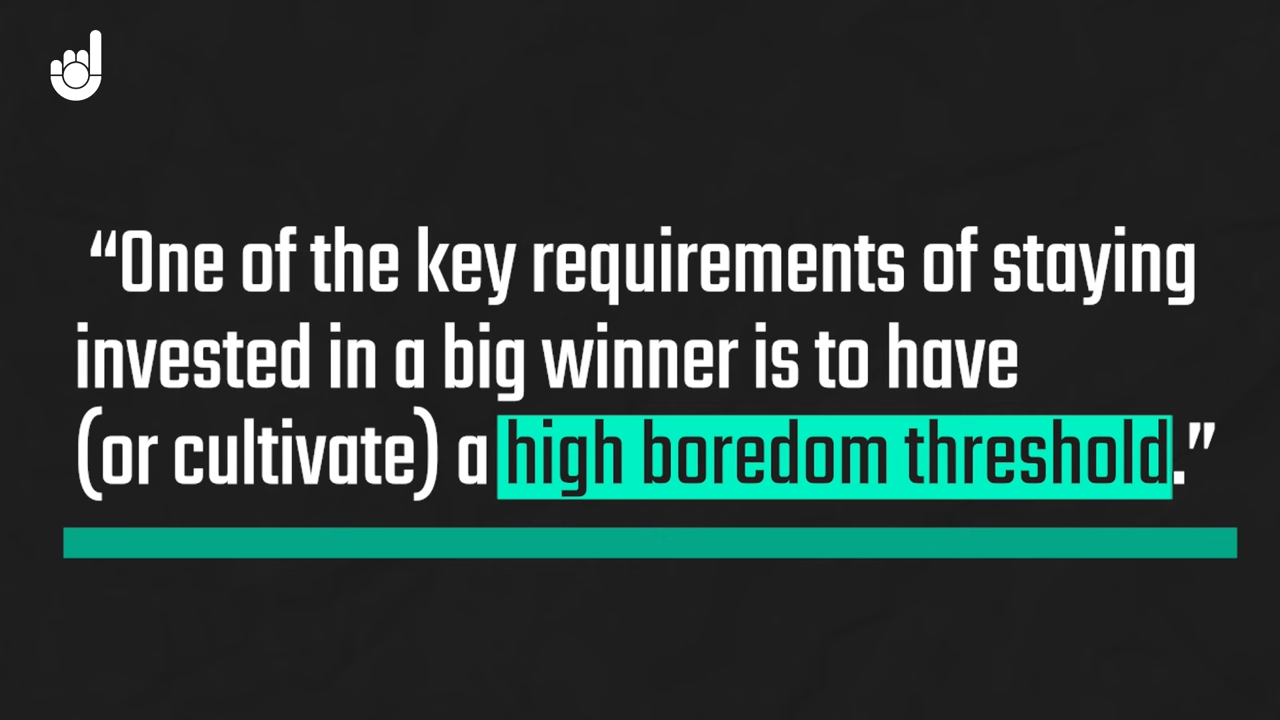 “One of the key requirements of staying
invested in a big winner is to have
(or cultivate) a high boredom threshold.”